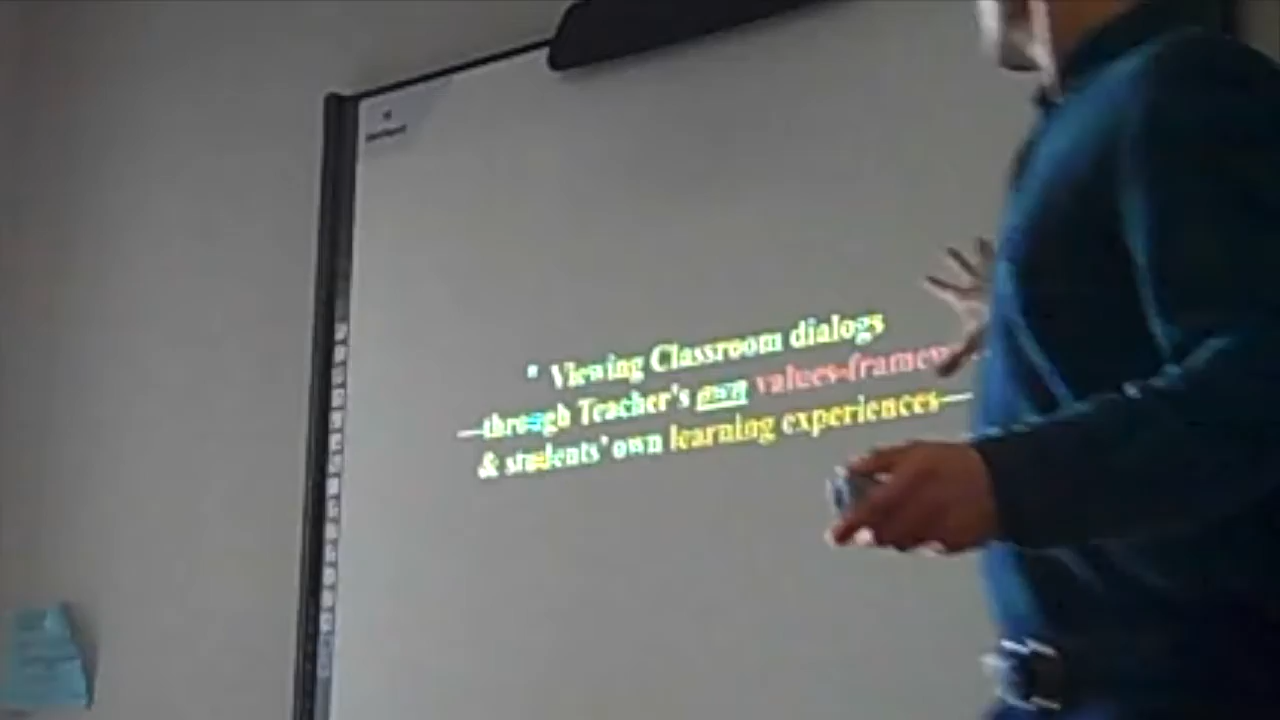 " Viewing Classroom dialogs
—through Teacher's own values-framew
& students' own learning experiences—